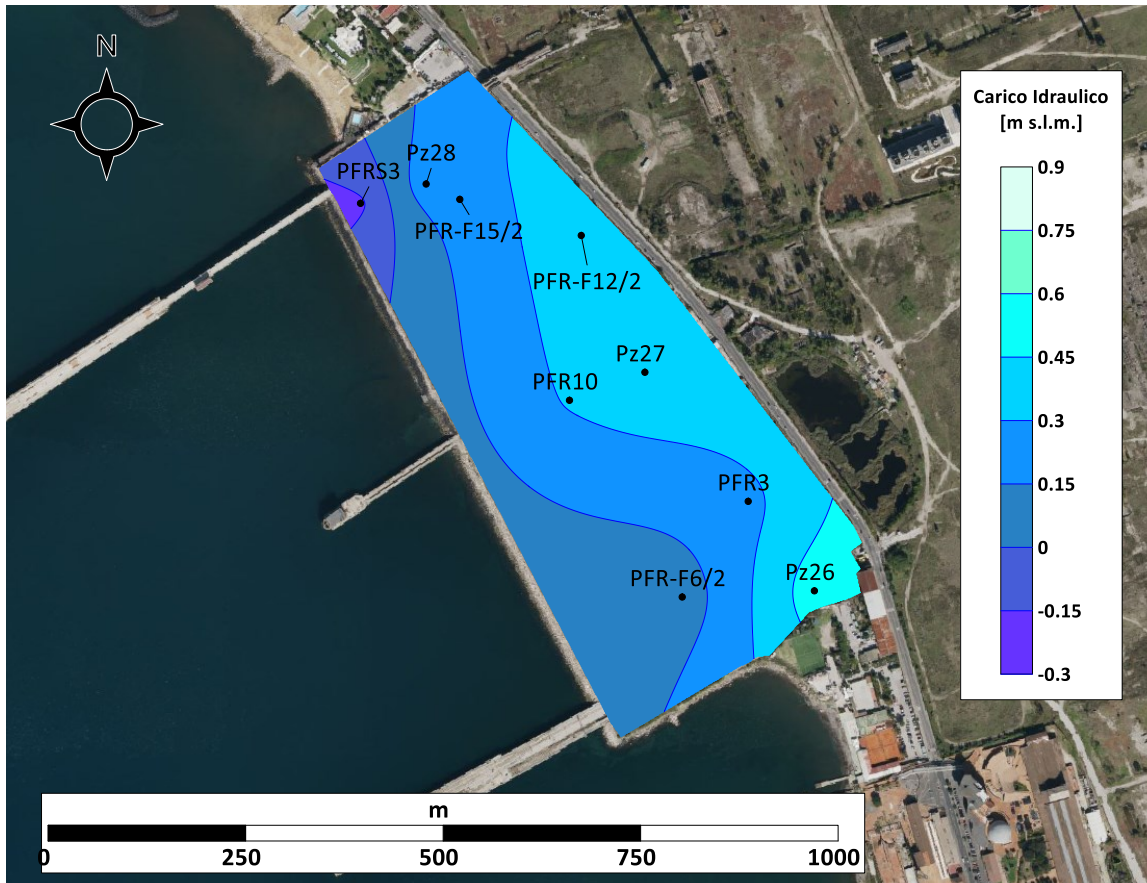 N
Carico Idraulico
[m s.l.m.]
0.9
0.75
0.6
0.45
0.3
0.15
0
-0.15
-0.3
Pz28
PFRS3
PFR-F15/2
PFR-F12/2
Pz27
PFR10
PFR3
PFR-F6/2
Pz26
m
0 250 500 750 1000